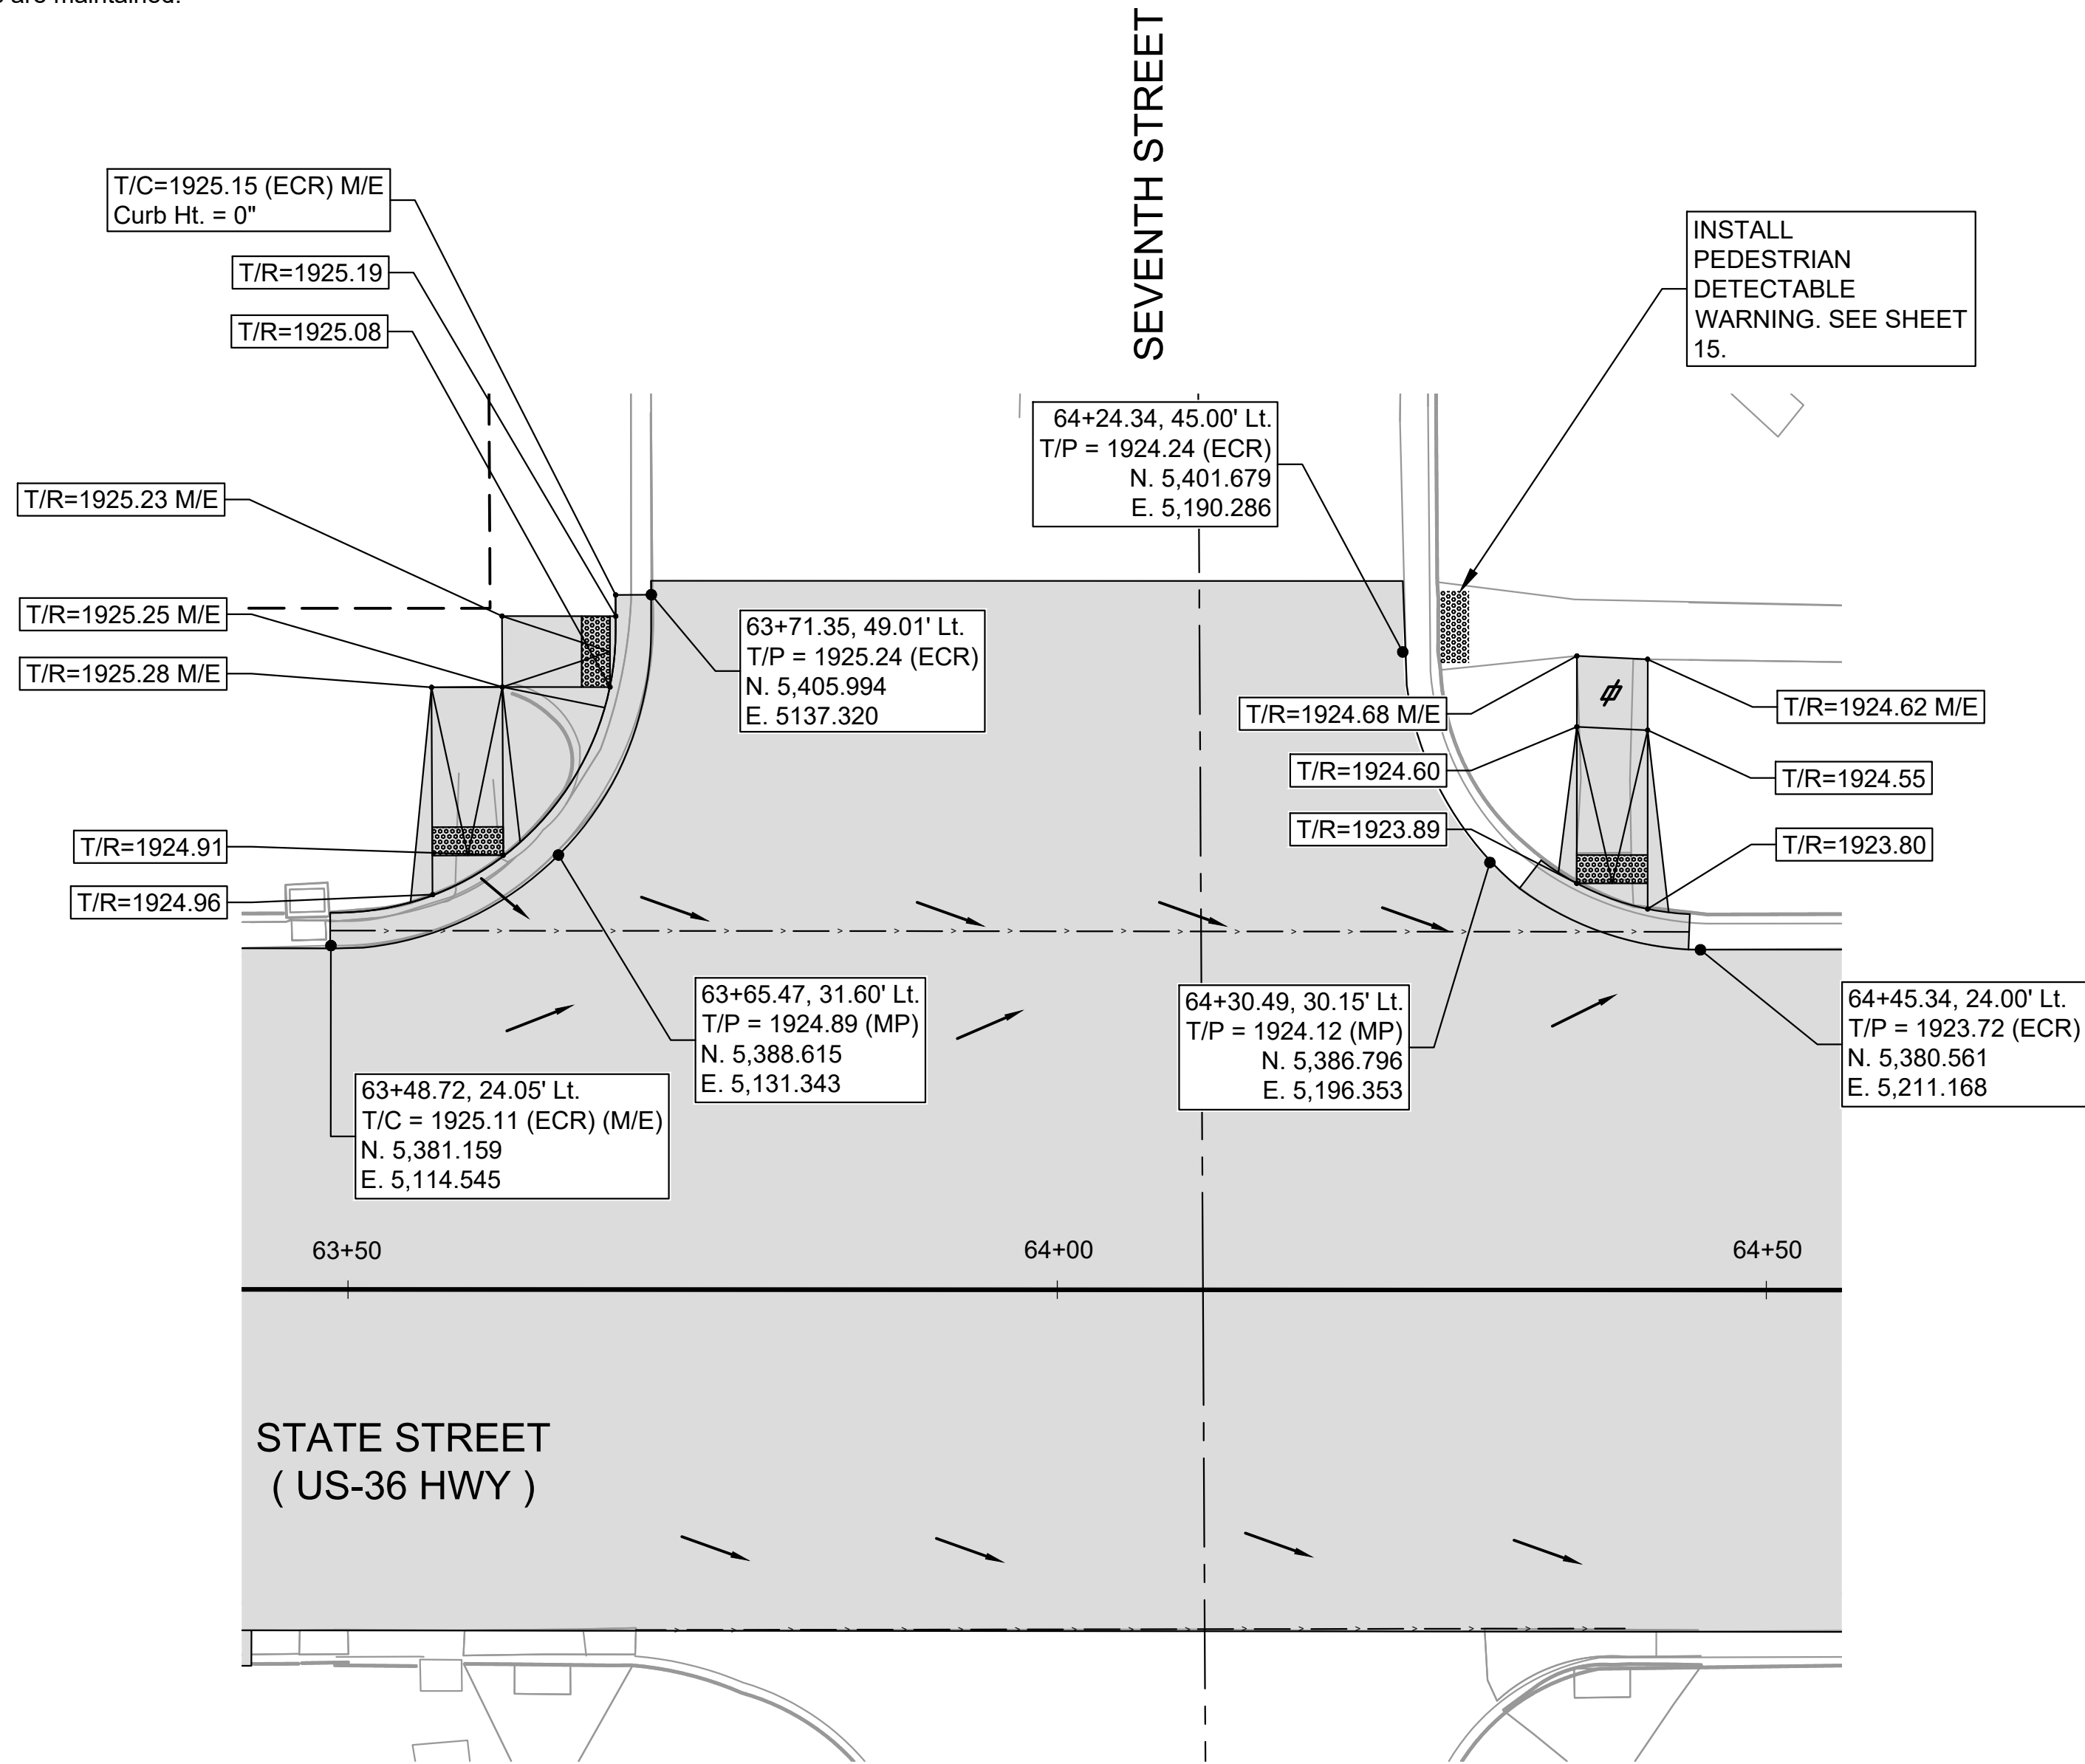 are maintained.
SEVENTH STREET
T/C=1925.15 (ECR) M/E
Curb Ht. = 0"
T/R=1925.19
T/R=1925.08
T/R=1925.23 M/E
T/R=1925.25 M/E
T/R=1925.28 M/E
T/R=1924.91
T/R=1924.96
INSTALL
PEDESTRIAN
DETECTABLE
WARNING. SEE SHEET
15.
64+24.34, 45.00' Lt.
T/P = 1924.24 (ECR)
N. 5,401.679
E. 5,190.286
63+71.35, 49.01' Lt.
T/P = 1925.24 (ECR)
N. 5,405.994
E. 5137.320
T/R=1924.68 M/E
T/R=1924.60
T/R=1923.89
T/R=1924.62 M/E
T/R=1924.55
T/R=1923.80
63+65.47, 31.60' Lt.
T/P = 1924.89 (MP)
N. 5,388.615
E. 5,131.343
64+30.49, 30.15' Lt.
T/P = 1924.12 (MP)
N. 5,386.796
E. 5,196.353
64+45.34, 24.00' Lt.
T/P = 1923.72 (ECR)
N. 5,380.561
E. 5,211.168
63+48.72, 24.05' Lt.
T/C = 1925.11 (ECR) (M/E)
N. 5,381.159
E. 5,114.545
63+50
64+00
64+50
STATE STREET
( US-36 HWY )